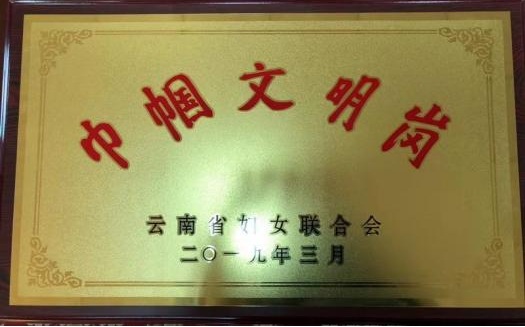 巾帼文明岗
云南省妇女联合会
二〇一九年三月